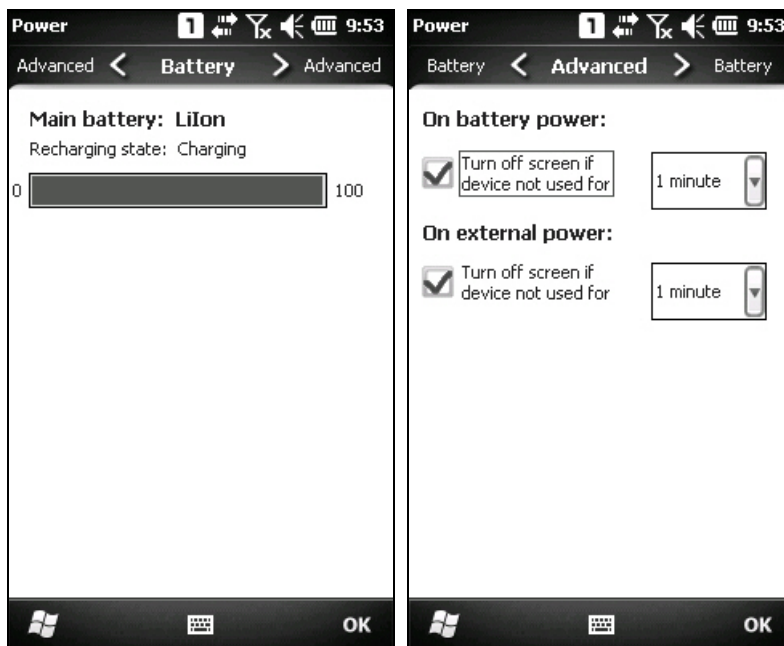 Power 1 9:53
Advanced < Battery > Advanced
Main battery: LiIon
Recharging state: Charging
0 100
OK
Power 1 9:53
Battery < Advanced > Battery
On battery power:
Turn off screen if
device not used for
1 minute
On external power:
Turn off screen if
device not used for
1 minute
OK